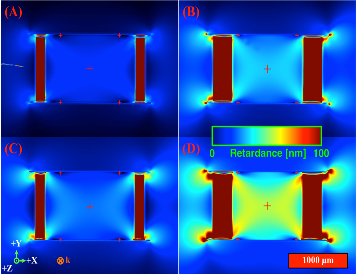 (A)
(B)
0 Retardance [nm] 100
(C)
(D)
+Y
+X
+Z
k
1000 μm